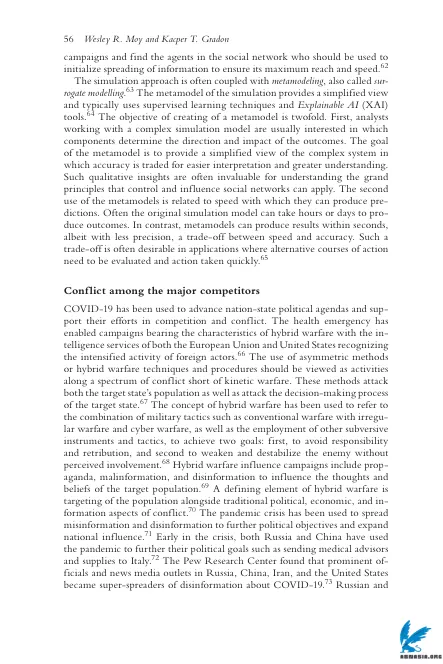 56 Wesley R. Moy and Kacper T. Gradon
campaigns and find the agents in the social network who should be used to
initialize spreading of information to ensure its maximum reach and speed.62
The simulation approach is often coupled with metamodeling, also called sur-
rogate modelling.63 The metamodel of the simulation provides a simplified view
and typically uses supervised learning techniques and Explainable AI (XAI)
tools.64 The objective of creating of a metamodel is twofold. First, analysts
working with a complex simulation model are usually interested in which
components determine the direction and impact of the outcomes. The goal
of the metamodel is to provide a simplified view of the complex system in
which accuracy is traded for easier interpretation and greater understanding.
Such qualitative insights are often invaluable for understanding the grand
principles that control and influence social networks can apply. The second
use of the metamodels is related to speed with which they can produce pre-
dictions. Often the original simulation model can take hours or days to pro-
duce outcomes. In contrast, metamodels can produce results within seconds,
albeit with less precision, a trade-off between speed and accuracy. Such a
trade-off is often desirable in applications where alternative courses of action
need to be evaluated and action taken quickly.65
Conflict among the major competitors
COVID-19 has been used to advance nation-state political agendas and sup-
port their efforts in competition and conflict. The health emergency has
enabled campaigns bearing the characteristics of hybrid warfare with the in-
telligence services of both the European Union and United States recognizing
the intensified activity of foreign actors.66 The use of asymmetric methods
or hybrid warfare techniques and procedures should be viewed as activities
along a spectrum of conflict short of kinetic warfare. These methods attack
both the target state's population as well as attack the decision-making process
of the target state.67 The concept of hybrid warfare has been used to refer to
the combination of military tactics such as conventional warfare with irregu-
lar warfare and cyber warfare, as well as the employment of other subversive
instruments and tactics, to achieve two goals: first, to avoid responsibility
and retribution, and second to weaken and destabilize the enemy without
perceived involvement.68 Hybrid warfare influence campaigns include prop-
aganda, malinformation, and disinformation to influence the thoughts and
beliefs of the target population.69 A defining element of hybrid warfare is
targeting of the population alongside traditional political, economic, and in-
formation aspects of conflict.70 The pandemic crisis has been used to spread
misinformation and disinformation to further political objectives and expand
national influence.71 Early in the crisis, both Russia and China have used
the pandemic to further their political goals such as sending medical advisors
and supplies to Italy.72 The Pew Research Center found that prominent of-
ficials and news media outlets in Russia, China, Iran, and the United States
became super-spreaders of disinformation about COVID-19.73 Russian and